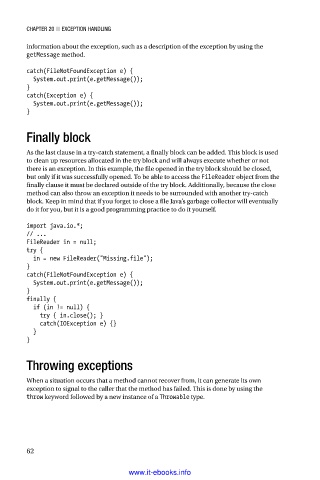 CHAPTER 20 ■ EXCEPTION HANDLING
information about the exception, such as a description of the exception by using the
getMessage method.
catch(FileNotFoundException e) {
System.out.print(e.getMessage());
}
catch(Exception e) {
System.out.print(e.getMessage());
}
Finally block
As the last clause in a try-catch statement, a finally block can be added. This block is used
to clean up resources allocated in the try block and will always execute whether or not
there is an exception. In this example, the file opened in the try block should be closed,
but only if it was successfully opened. To be able to access the FileReader object from the
finally clause it must be declared outside of the try block. Additionally, because the close
method can also throw an exception it needs to be surrounded with another try-catch
block. Keep in mind that if you forget to close a file Java's garbage collector will eventually
do it for you, but it is a good programming practice to do it yourself.
import java.io.*;
// ...
FileReader in = null;
try {
in = new FileReader("Missing.file");
}
catch(FileNotFoundException e) {
System.out.print(e.getMessage());
}
finally {
if (in != null) {
try { in.close(); }
catch(IOException e) {}
}
}
Throwing exceptions
When a situation occurs that a method cannot recover from, it can generate its own
exception to signal to the caller that the method has failed. This is done by using the
throw keyword followed by a new instance of a Throwable type.
62
www.it-ebooks.info